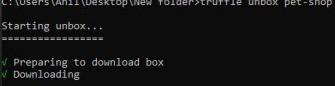 C:\Users\Anil\Desktop\New folder>truffle unbox pet-shop
Starting unbox...
=================
√ Preparing to download box
√ Downloading